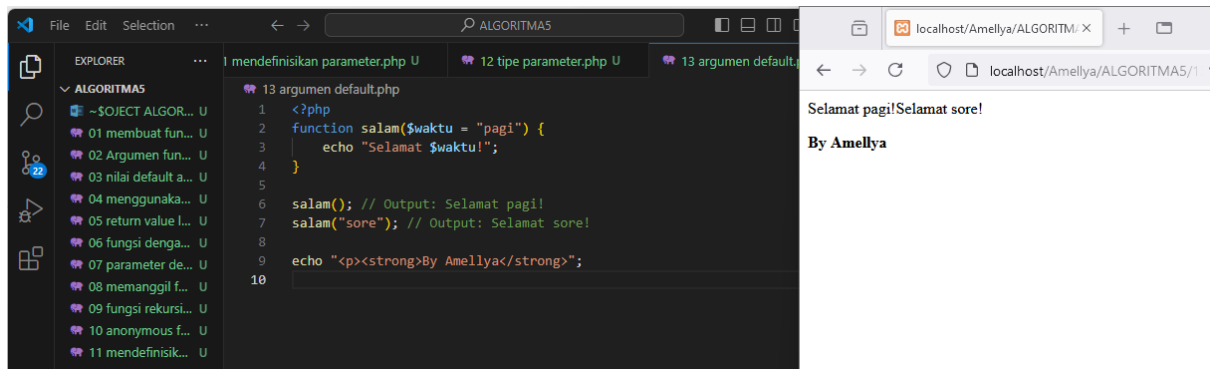 File Edit Selection ...
ALGORITMA5
EXPLORER ...
ALGORITMA5
~$OJECT ALGOR... U
01 membuat fun... U
02 Argumen fun... U
03 nilai default a... U
04 menggunaka... U
05 return value l... U
06 fungsi denga... U
07 parameter de... U
08 memanggil f... U
09 fungsi rekursi... U
10 anonymous f... U
11 mendefinisik... U
22
1 mendefinisikan parameter.php U
12 tipe parameter.php U
13 argumen default.p
13 argumen default.php
1 <?php
2 function salam($waktu = "pagi") {
3 echo "Selamat $waktu!";
4 }
5
6 salam(); // Output: Selamat pagi!
7 salam("sore"); // Output: Selamat sore!
8
9 echo "<p><strong>By Amellya</strong>";
10
localhost/Amellya/ALGORITM
localhost/Amellya/ALGORITMA5/1
Selamat pagi!Selamat sore!
By Amellya